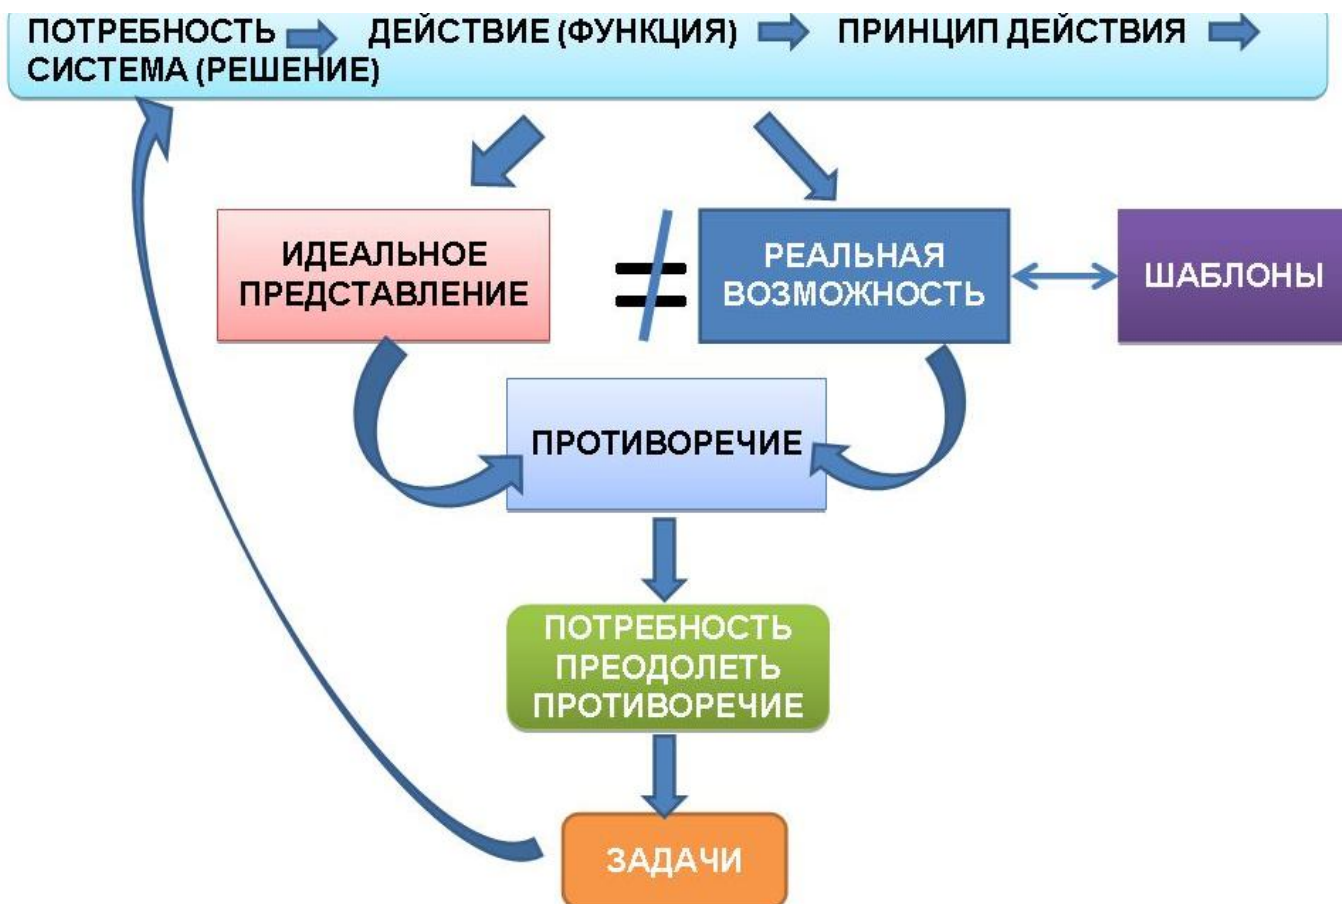 ПОТРЕБНОСТЬ ДЕЙСТВИЕ (ФУНКЦИЯ) ПРИНЦИП ДЕЙСТВИЯ
СИСТЕМА (РЕШЕНИЕ)
ИДЕАЛЬНОЕ
ПРЕДСТАВЛЕНИЕ
РЕАЛЬНАЯ
ВОЗМОЖНОСТЬ
ШАБЛОНЫ
ПРОТИВОРЕЧИЕ
ПОТРЕБНОСТЬ
ПРЕОДОЛЕТЬ
ПРОТИВОРЕЧИЕ
ЗАДАЧИ